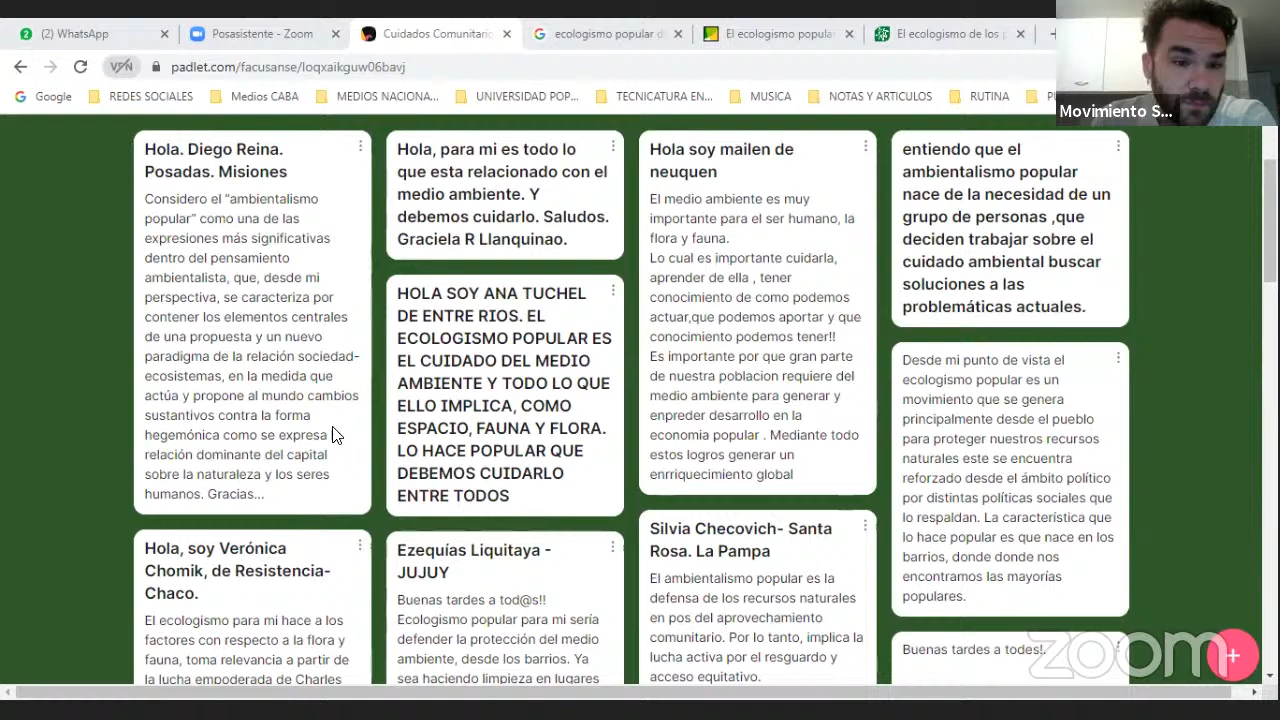 (2) WhatsApp
Posasistente - Zoom
Cuidados Comunitario
ecologismo popular d
El ecologismo popular
El ecologismo de los p
padlet.com/facusanse/loqxaikguw06bavj
Google
REDES SOCIALES
Medios CABA
MEDIOS NACIONA...
UNIVERSIDAD POP...
TECNICATURA EN...
MUSICA
NOTAS Y ARTICULOS
RUTINA
Movimiento S...
Hola. Diego Reina.
Posadas. Misiones
Considero el "ambientalismo
popular" como una de las
expresiones más significativas
dentro del pensamiento
ambientalista, que, desde mi
perspectiva, se caracteriza por
contener los elementos centrales
de una propuesta y un nuevo
paradigma de la relación sociedad-
ecosistemas, en la medida que
actúa y propone al mundo cambios
sustantivos contra la forma
hegemónica como se expresa
relación dominante del capital
sobre la naturaleza y los seres
humanos. Gracias...
Hola, soy Verónica
Chomik, de Resistencia-
Chaco.
El ecologismo para mi hace a los
factores con respecto a la flora y
fauna, toma relevancia a partir de
la lucha empoderada de Charles
Hola, para mi es todo lo
que esta relacionado con el
medio ambiente. Y
debemos cuidarlo. Saludos.
Graciela R Llanquinao.
HOLA SOY ANA TUCHEL
DE ENTRE RIOS. EL
ECOLOGISMO POPULAR ES
EL CUIDADO DEL MEDIO
AMBIENTE Y TODO LO QUE
ELLO IMPLICA, COMO
ESPACIO, FAUNA Y FLORA.
LO HACE POPULAR QUE
DEBEMOS CUIDARLO
ENTRE TODOS
Ezequías Liquitaya -
JUJUY
Buenas tardes a tod@s!!
Ecologismo popular para mi sería
defender la protección del medio
ambiente, desde los barrios. Ya
sea haciendo limpieza en lugares
Hola soy mailen de
neuquen
El medio ambiente es muy
importante para el ser humano, la
flora y fauna.
Lo cual es importante cuidarla,
aprender de ella , tener
conocimiento de como podemos
actuar,que podemos aportar y que
conocimiento podemos tener!!
Es importante por que gran parte
de nuestra poblacion requiere del
medio ambiente para generar y
enpreder desarrollo en la
economia popular . Mediante todo
estos logros generar un
enrriquecimiento global
Silvia Checovich- Santa
Rosa. La Pampa
El ambientalismo popular es la
defensa de los recursos naturales
en pos del aprovechamiento
comunitario. Por lo tanto, implica la
lucha activa por el resguardo y
acceso equitativo.
entiendo que el
ambientalismo popular
nace de la necesidad de un
grupo de personas ,que
deciden trabajar sobre el
cuidado ambiental buscar
soluciones a las
problemáticas actuales.
Desde mi punto de vista el
ecologismo popular es un
movimiento que se genera
principalmente desde el pueblo
para proteger nuestros recursos
naturales este se encuentra
reforzado desde el ámbito político
por distintas políticas sociales que
lo respaldan. La característica que
lo hace popular es que nace en los
barrios, donde donde nos
encontramos las mayorías
populares.
Buenas tardes a todes!.
zoom